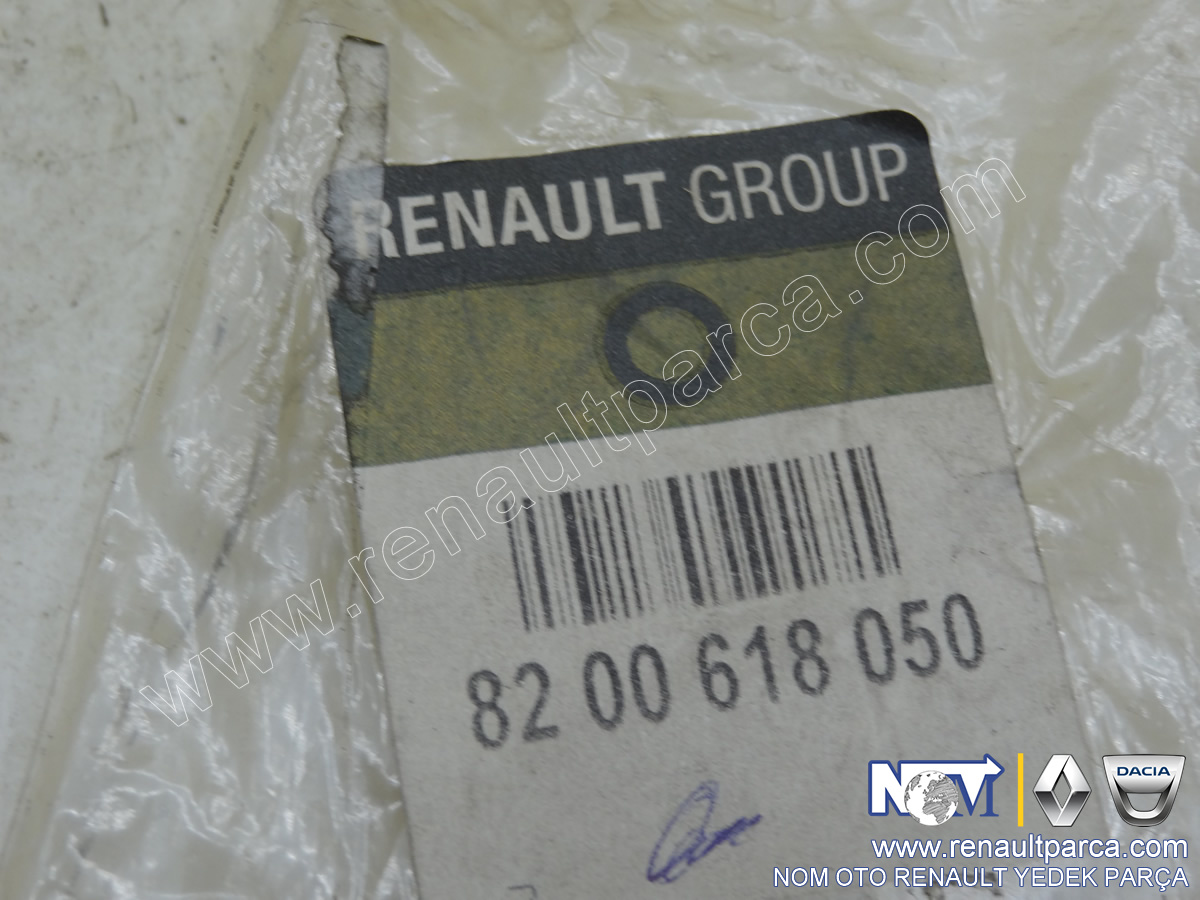 RENAULT GROUP
www.renaultparca.com
82 00 618 050
NOM
DACIA
www.renaultparca.com
NOM OTO RENAULT YEDEK PARÇA